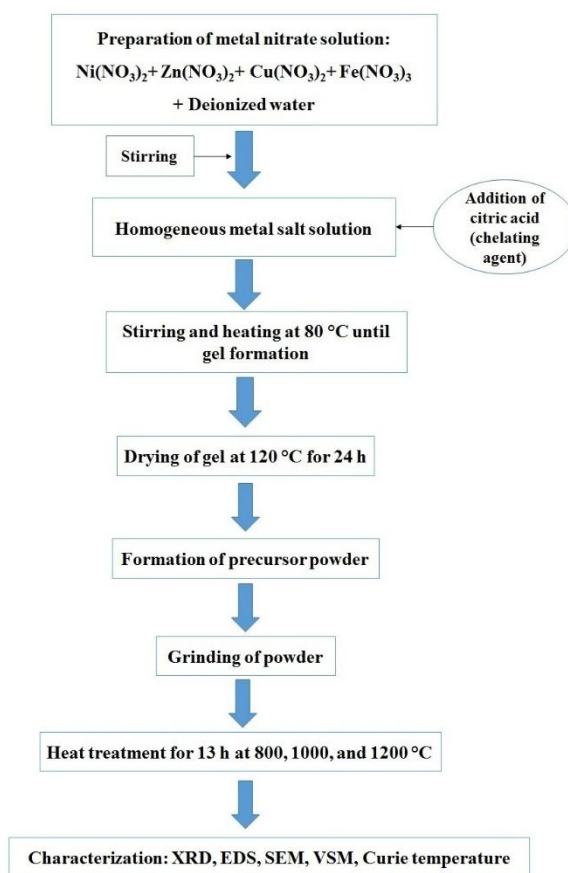 Preparation of metal nitrate solution:
Ni(NO₃)₂+ Zn(NO₃)₂+ Cu(NO₃)₂+ Fe(NO₃)₃
+ Deionized water
Stirring
Homogeneous metal salt solution
Addition of
citric acid
(chelating
agent)
Stirring and heating at 80 °C until
gel formation
Drying of gel at 120 °C for 24 h
Formation of precursor powder
Grinding of powder
Heat treatment for 13 h at 800, 1000, and 1200 °C
Characterization: XRD, EDS, SEM, VSM, Curie temperature